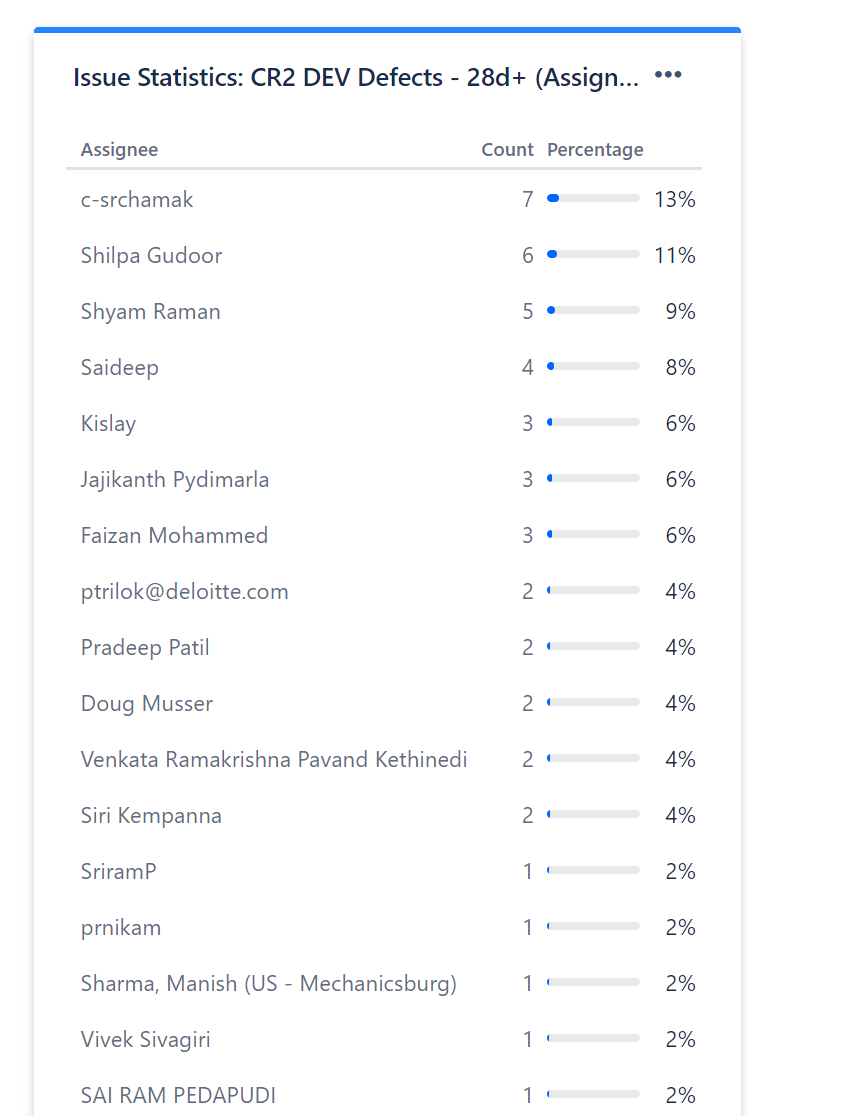 Issue Statistics: CR2 DEV Defects - 28d+ (Assign...
Assignee Count Percentage
c-srchamak 7 13%
Shilpa Gudoor 6 11%
Shyam Raman 5 9%
Saideep 4 8%
Kislay 3 6%
Jajikanth Pydimarla 3 6%
Faizan Mohammed 3 6%
ptrilok@deloitte.com 2 4%
Pradeep Patil 2 4%
Doug Musser 2 4%
Venkata Ramakrishna Pavand Kethinedi 2 4%
Siri Kempanna 2 4%
SriramP 1 2%
prnikam 1 2%
Sharma, Manish (US - Mechanicsburg) 1 2%
Vivek Sivagiri 1 2%
SAI RAM PEDAPUDI 1 2%